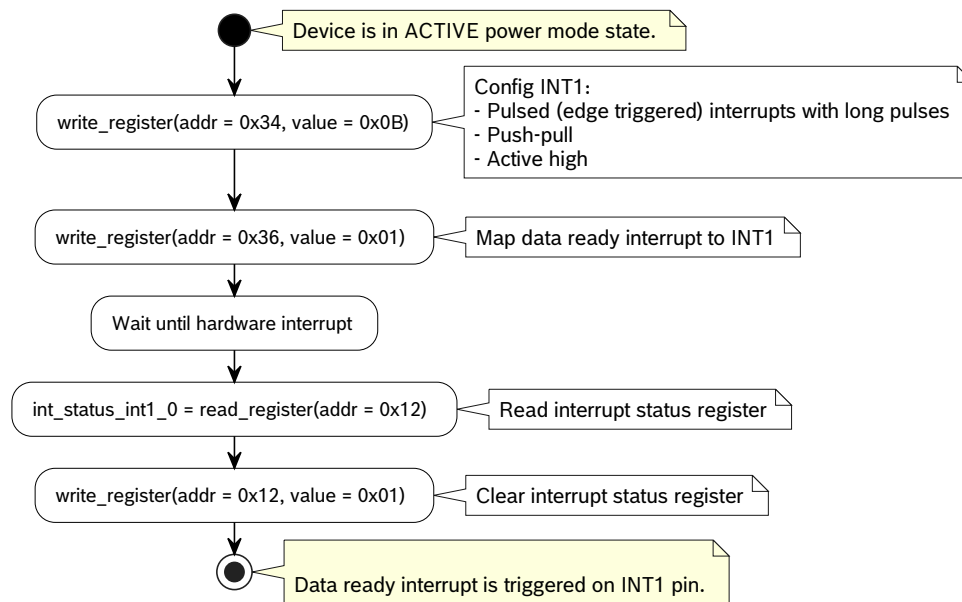 Device is in ACTIVE power mode state.
write_register(addr = 0x34, value = 0x0B)
Config INT1:
- Pulsed (edge triggered) interrupts with long pulses
- Push-pull
- Active high
write_register(addr = 0x36, value = 0x01)
Map data ready interrupt to INT1
Wait until hardware interrupt
int_status_int1_0 = read_register(addr = 0x12)
Read interrupt status register
write_register(addr = 0x12, value = 0x01)
Clear interrupt status register
Data ready interrupt is triggered on INT1 pin.